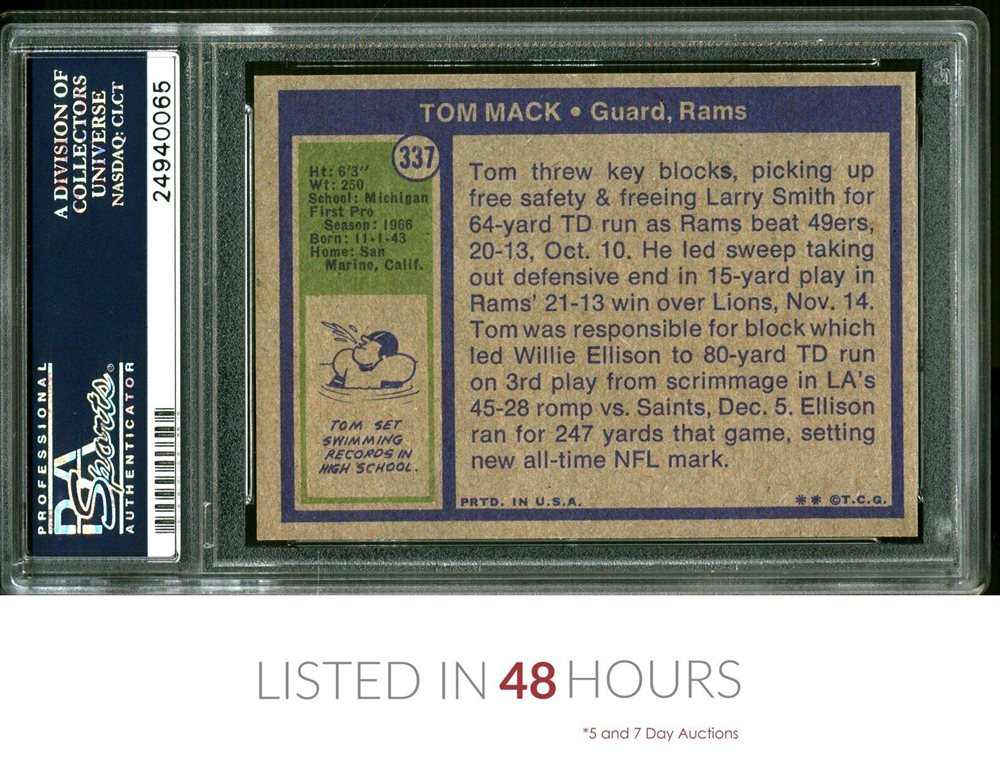 A DIVISION OF
COLLECTORS
UNIVERSE
NASDAQ: CLCT
24940065
PROFESSIONAL
PSA
Sports®
AUTHENTICATOR
TOM MACK • Guard, Rams
337
Ht: 6'3"
Wt: 250
School: Michigan
First Pro
Season: 1966
Born: 11-1-43
Home: San
Marino, Calif.
TOM SET
SWIMMING
RECORDS IN
HIGH SCHOOL.
Tom threw key blocks, picking up
free safety & freeing Larry Smith for
64-yard TD run as Rams beat 49ers,
20-13, Oct. 10. He led sweep taking
out defensive end in 15-yard play in
Rams' 21-13 win over Lions, Nov. 14.
Tom was responsible for block which
led Willie Ellison to 80-yard TD run
on 3rd play from scrimmage in LA's
45-28 romp vs. Saints, Dec. 5. Ellison
ran for 247 yards that game, setting
new all-time NFL mark.
PRTD. IN U.S.A.
** ©T.C.G.
LISTED IN 48 HOURS
*5 and 7 Day Auctions